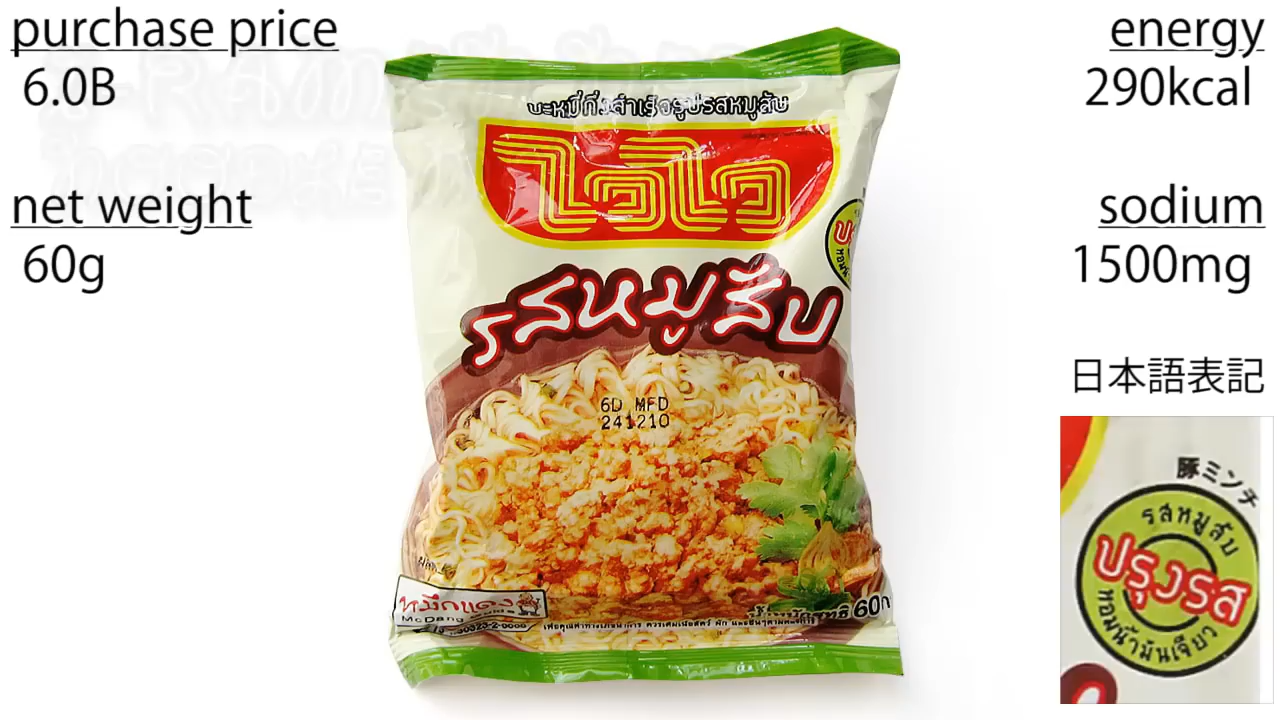 purchase price
6.0B
net weight
60g
energy
290kcal
sodium
1500mg
日本語表記
บะหมี่กึ่งสำเร็จรูปรสหมูสับ
ไวไว
รสหมูสับ
6D MFD
241210
หมึกแดง
McDang
60ก
豚ミンチ
รสหมูสับ
ปรุงรส
หอมน้ำมันเจียว